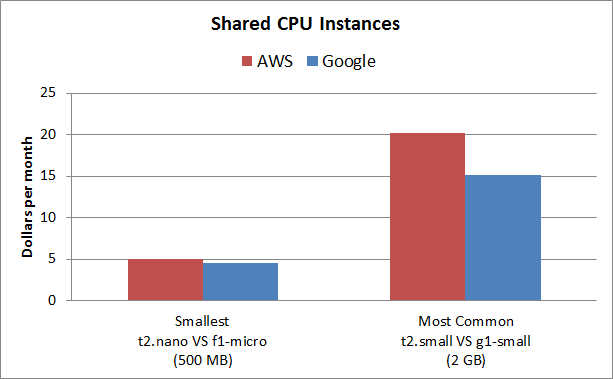 Shared CPU Instances
AWS Google
25
20
15
10
5
0
Dollars per month
Smallest
t2.nano VS f1-micro
(500 MB)
Most Common
t2.small VS g1-small
(2 GB)